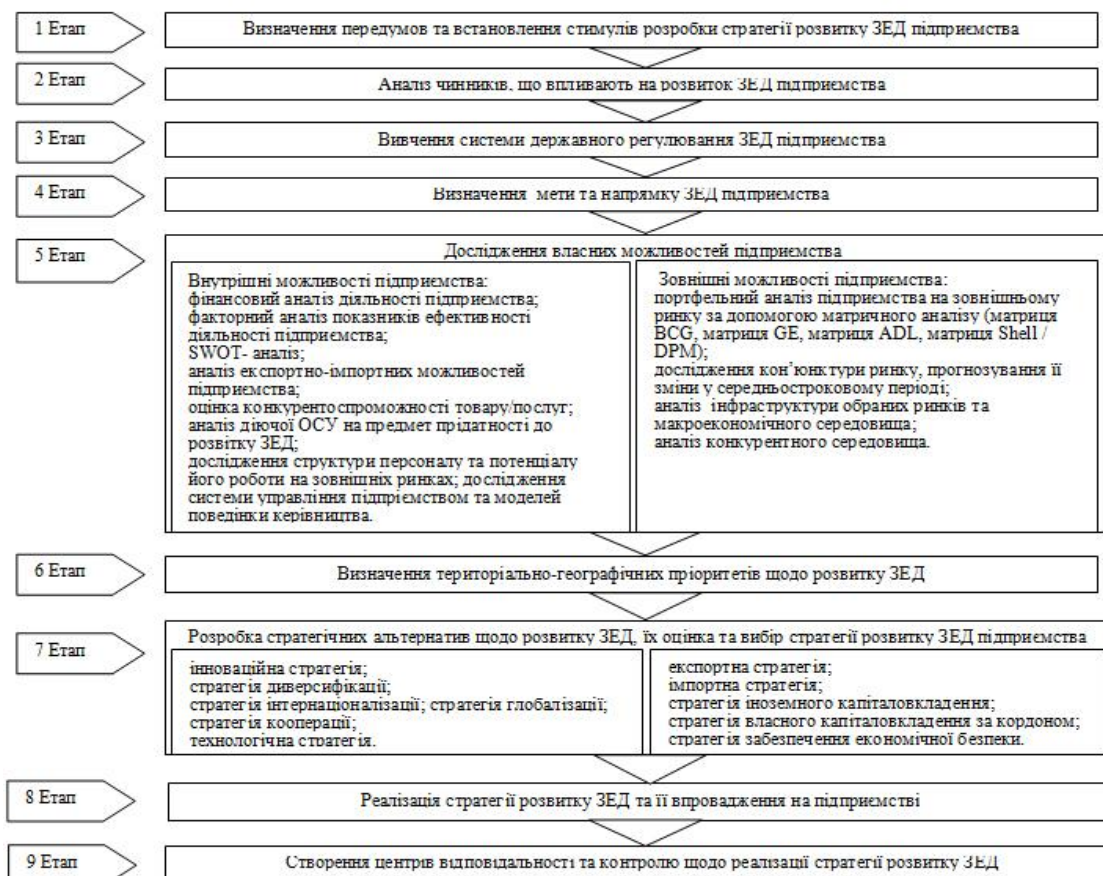 1 Етап
Визначення передумов та встановлення стимулів розробки стратегії розвитку ЗЕД підприємства
2 Етап
Аналіз чинників, що впливають на розвиток ЗЕД підприємства
3 Етап
Вивчення системи державного регулювання ЗЕД підприємства
4 Етап
Визначення мети та напрямку ЗЕД підприємства
5 Етап
Дослідження власних можливостей підприємства
Внутрішні можливості підприємства:
фінансовий аналіз діяльності підприємства;
факторний аналіз показників ефективності
діяльності підприємства;
SWOT- аналіз;
аналіз експортно-імпортних можливостей
підприємства;
оцінка конкурентоспроможності товару/послуг;
аналіз діючої ОСУ на предмет прідатності до
розвітку ЗЕД;
дослідження структури персоналу та потенціалу
його роботи на зовнішніх ринках; дослідження
системи управління підпріємством та моделей
поведінки керівництва.
Зовнішні можливості підприємства:
портфельний аналіз підприємства на зовнішньому
ринку за допомогою матричного аналізу (матриця
BCG, матриця GE, матриця ADL, матриця Shell /
DPM);
дослідження кон’юнктури ринку, прогнозування її
зміни у середньостроковому періоді;
аналіз інфраструктури обраних ринків та
макроекономічного середовища;
аналіз конкурентного середовища.
6 Етап
Визначення територіально-географічних пріоритетів щодо розвитку ЗЕД
7 Етап
Розробка стратегічних альтернатив щодо розвитку ЗЕД, їх оцінка та вибір стратегії розвитку ЗЕД підприємства
інноваційна стратегія;
стратегія диверсифікації;
стратегія інтернаціоналізації; стратегія глобалізації;
стратегія кооперації;
технологічна стратегія.
експортна стратегія;
імпортна стратегія;
стратегія іноземного капіталовкладення;
стратегія власного капіталовкладення за кордоном;
стратегія забезпечення економічної безпеки.
8 Етап
Реалізація стратегії розвитку ЗЕД та її впровадження на підприємстві
9 Етап
Створення центрів відповідальності та контролю щодо реалізації стратегії розвитку ЗЕД